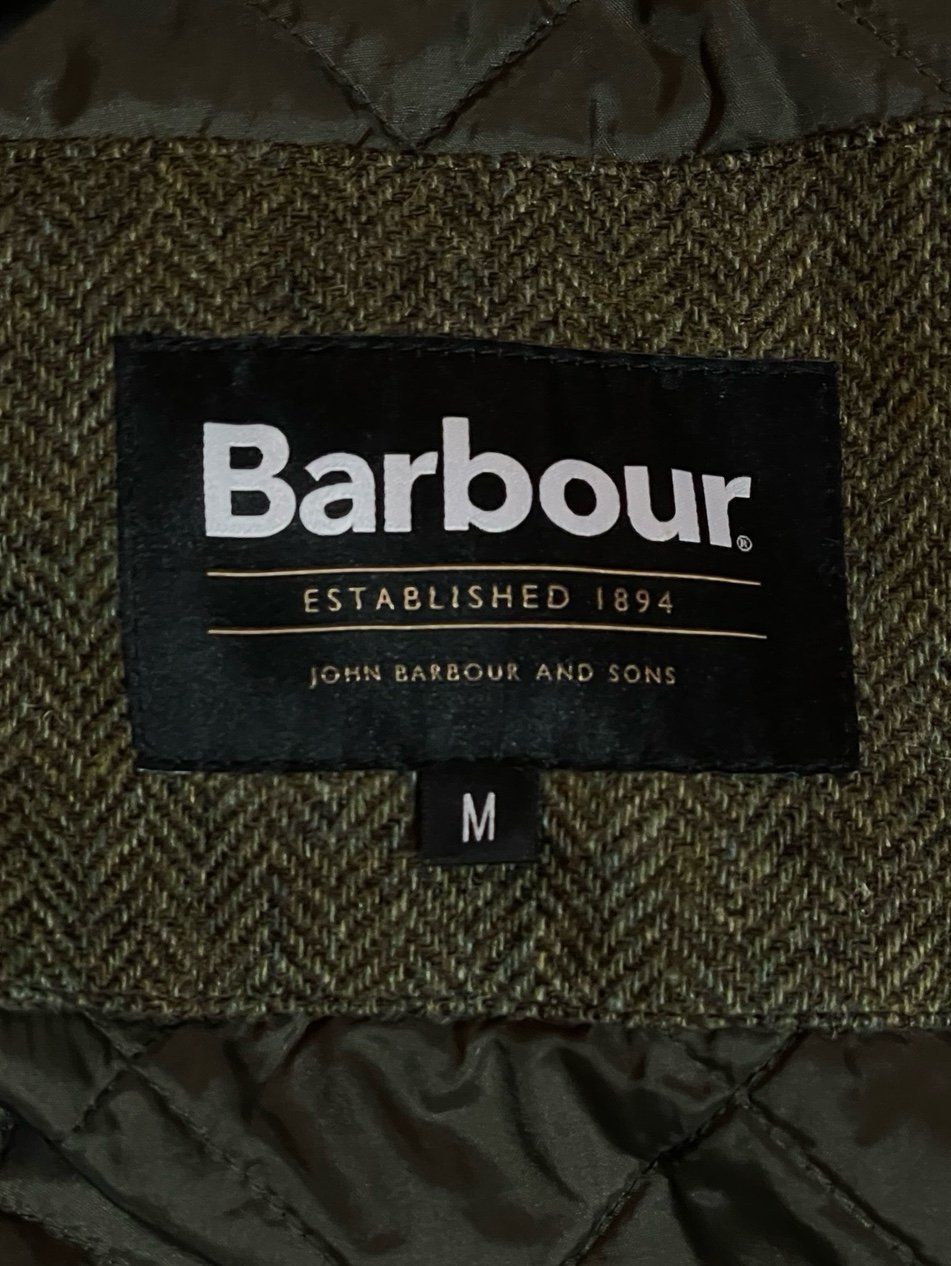 Barbour®
ESTABLISHED 1894
JOHN BARBOUR AND SONS
M